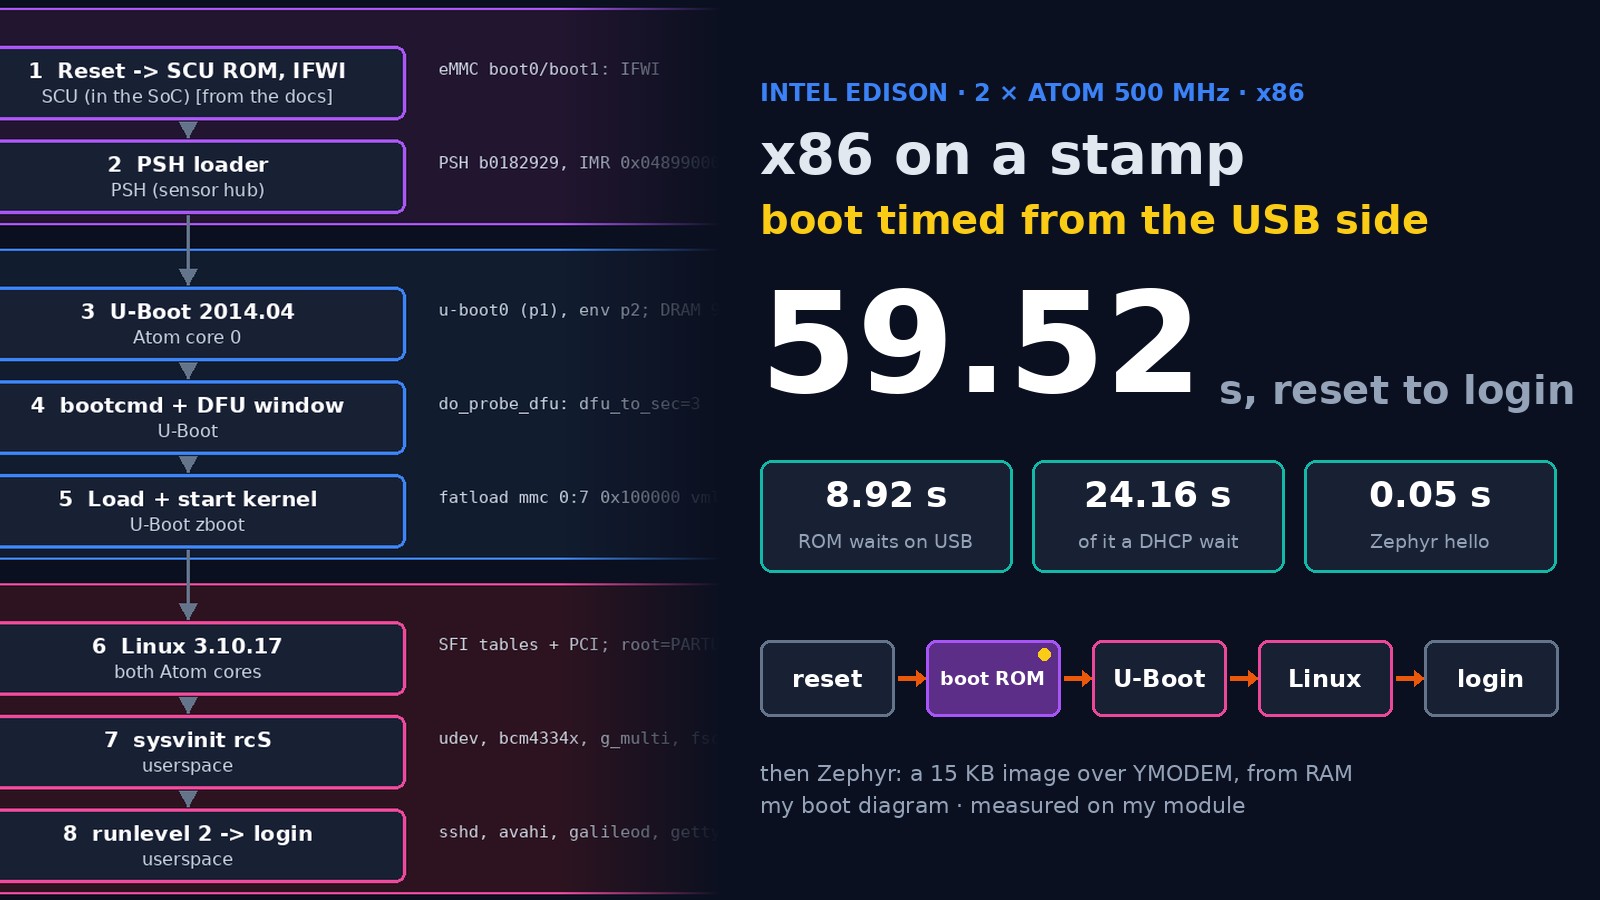 1 Reset -> SCU ROM, IFWI
SCU (in the SoC) [from the docs]
eMMC boot0/boot1: IFWI
2 PSH loader
PSH (sensor hub)
PSH b0182929, IMR
3 U-Boot 2014.04
Atom core 0
u-boot0 (p1), env p2; DRAM
4 bootcmd + DFU window
U-Boot
do_probe_dfu: dfu_to_sec=3
5 Load + start kernel
U-Boot zboot
fatload mmc 0:7 0x100000
6 Linux 3.10.17
both Atom cores
SFI tables + PCI;
7 sysvinit rcS
userspace
udev, bcm4334x, g_multi,
8 runlevel 2 -> login
userspace
sshd, avahi, galileod,
INTEL EDISON · 2 × ATOM 500 MHz · x86
x86 on a stamp
boot timed from the USB side
59.52 s, reset to login
8.92 s
ROM waits on USB
24.16 s
of it a DHCP wait
0.05 s
Zephyr hello
reset
boot ROM
U-Boot
Linux
login
then Zephyr: a 15 KB image over YMODEM, from RAM
my boot diagram · measured on my module